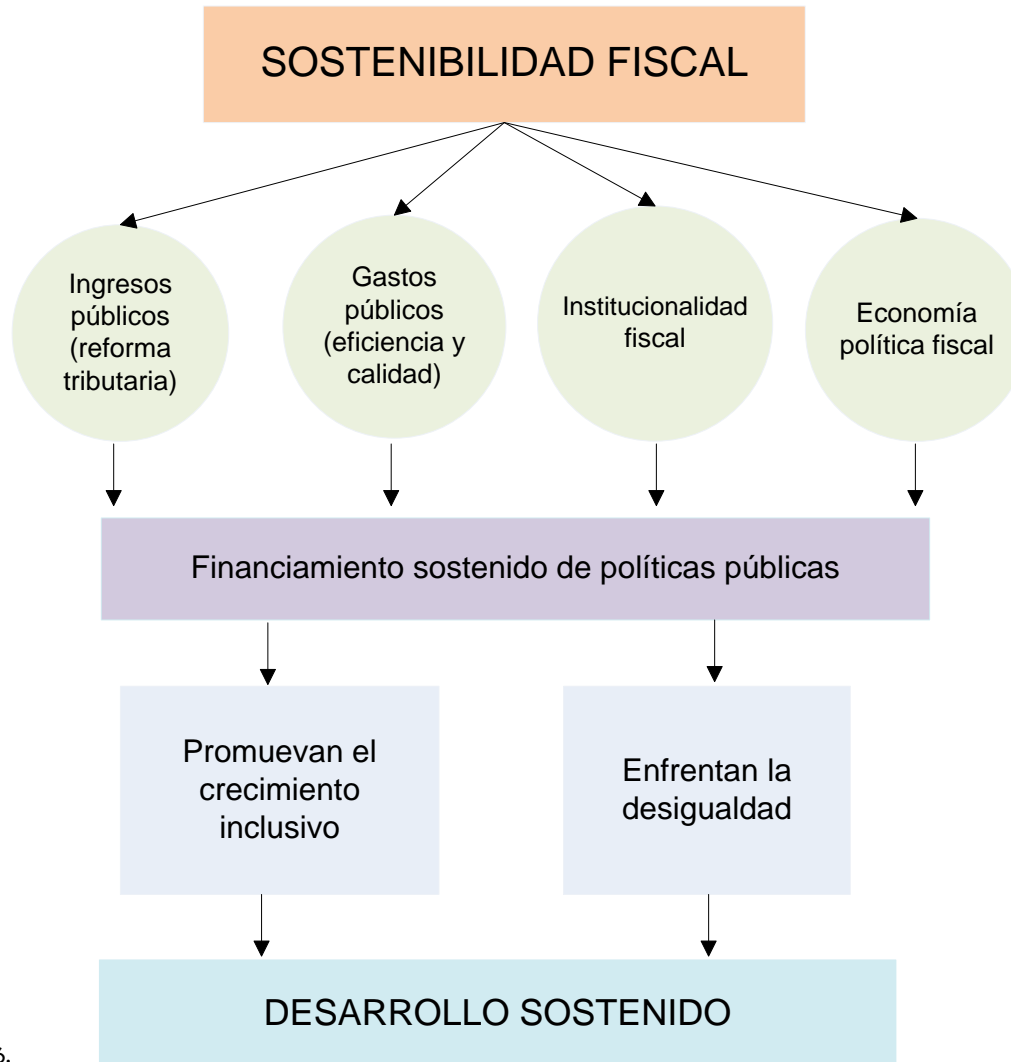 SOSTENIBILIDAD FISCAL
Ingresos
públicos
(reforma
tributaria)
Gastos
públicos
(eficiencia y
calidad)
Institucionalidad
fiscal
Economía
política fiscal
Financiamiento sostenido de políticas públicas
Promuevan el
crecimiento
inclusivo
Enfrentan la
desigualdad
DESARROLLO SOSTENIDO